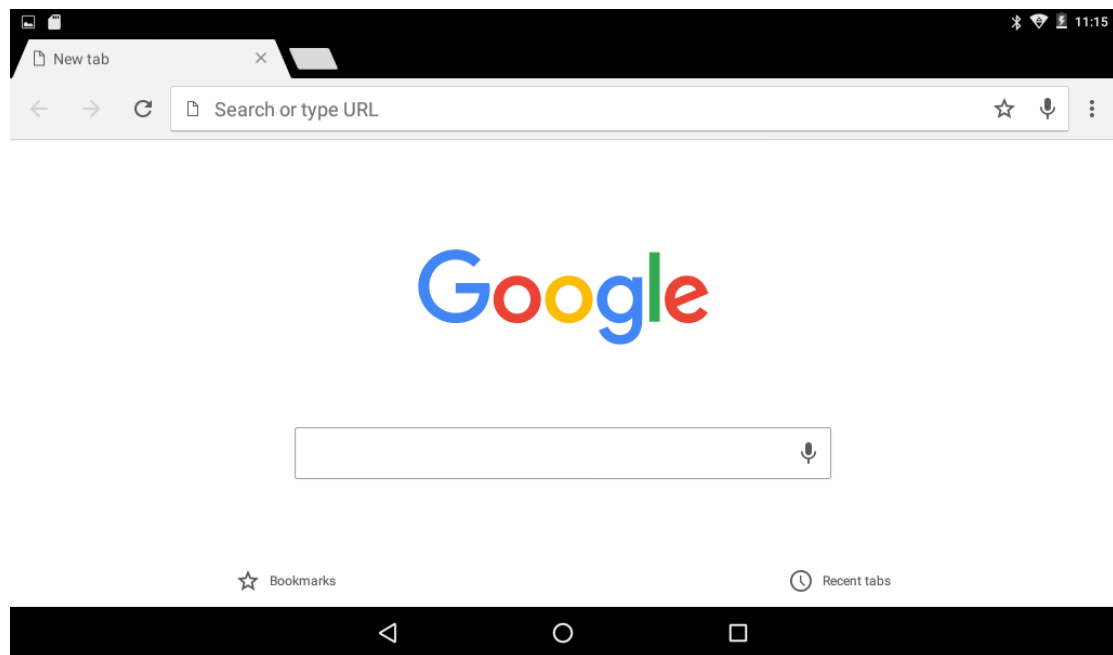 11:15
New tab
Search or type URL
Google
Bookmarks
Recent tabs